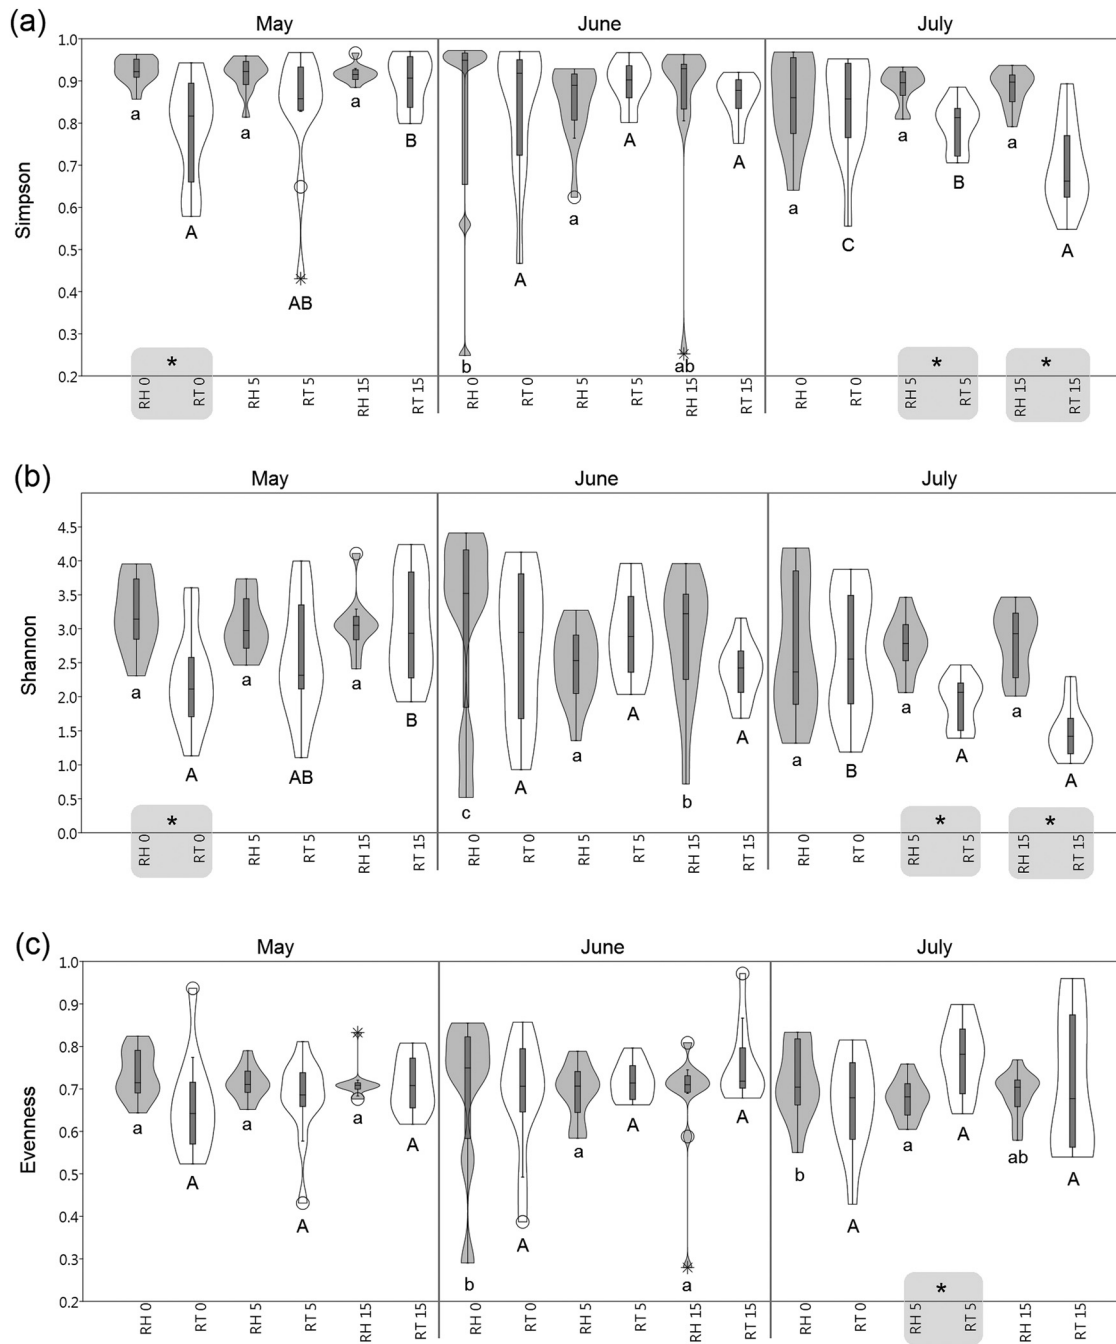 (a)
May June July
Simpson
1.0
0.9
0.8
0.7
0.6
0.5
0.4
0.3
0.2
a A a AB a B b A a A ab A a C a B a A
* * *
RH 0 RT 0 RH 5 RT 5 RH 15 RT 15 RH 0 RT 0 RH 5 RT 5 RH 15 RT 15 RH 0 RT 0 RH 5 RT 5 RH 15 RT 15
(b)
May June July
Shannon
4.5
4.0
3.5
3.0
2.5
2.0
1.5
1.0
0.5
0.0
a A a AB a B c A a A b A a B a A a A
* * *
RH 0 RT 0 RH 5 RT 5 RH 15 RT 15 RH 0 RT 0 RH 5 RT 5 RH 15 RT 15 RH 0 RT 0 RH 5 RT 5 RH 15 RT 15
(c)
May June July
Evenness
1.0
0.9
0.8
0.7
0.6
0.5
0.4
0.3
0.2
a A a A a A b A a A a A b A a A ab A
*
RH 0 RT 0 RH 5 RT 5 RH 15 RT 15 RH 0 RT 0 RH 5 RT 5 RH 15 RT 15 RH 0 RT 0 RH 5 RT 5 RH 15 RT 15